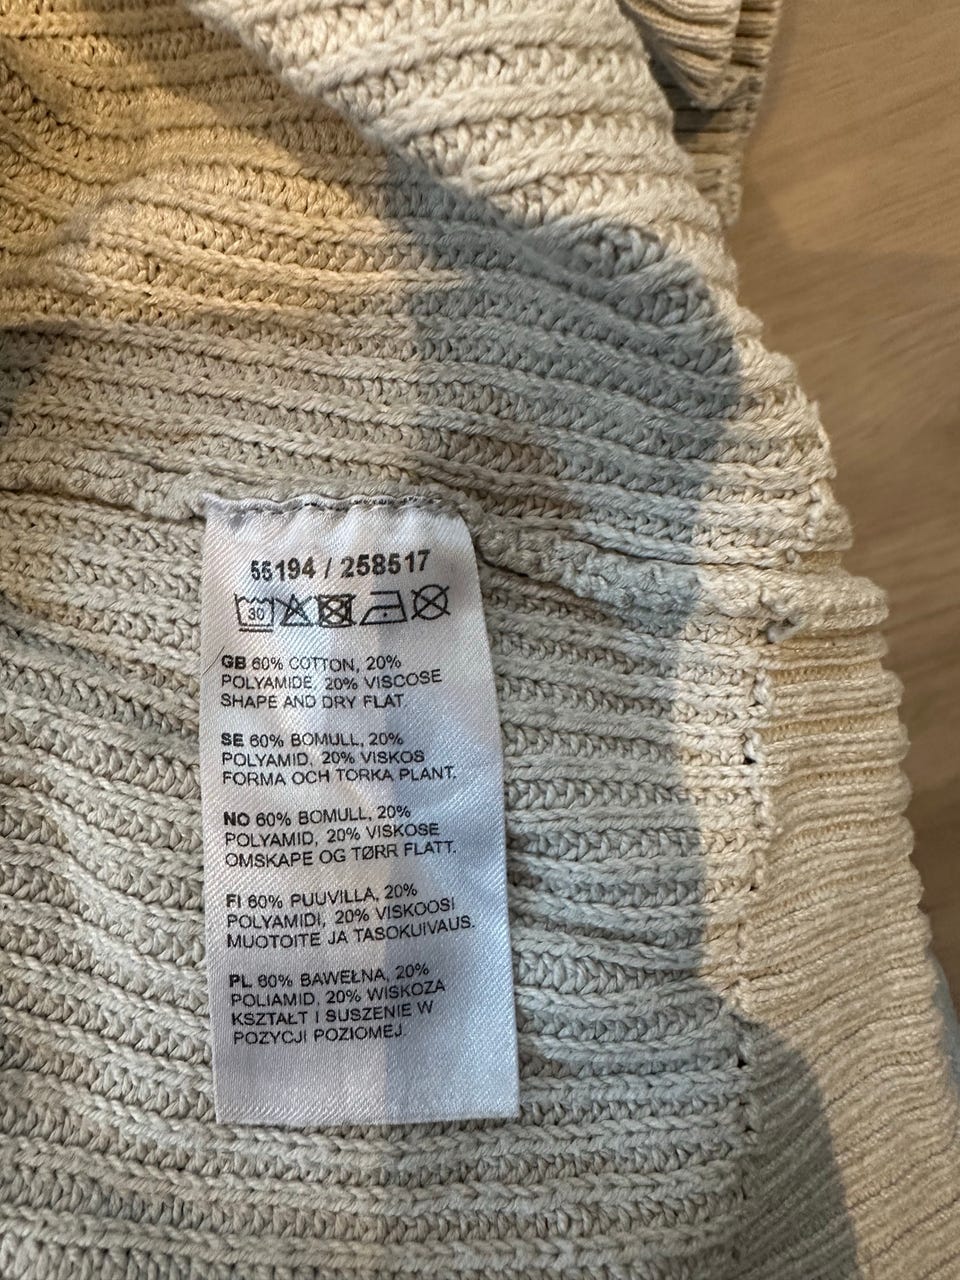 55194 / 258517
30
GB 60% COTTON, 20%
POLYAMIDE, 20% VISCOSE
SHAPE AND DRY FLAT.
SE 60% BOMULL, 20%
POLYAMID, 20% VISKOS
FORMA OCH TORKA PLANT.
NO 60% BOMULL, 20%
POLYAMID, 20% VISKOSE
OMSKAPE OG TØRR FLATT.
FI 60% PUUVILLA, 20%
POLYAMIDI, 20% VISKOOSI
MUOTOITE JA TASOKUIVAUS.
PL 60% BAWEŁNA, 20%
POLIAMID, 20% WISKOZA
KSZTAŁT I SUSZENIE W
POZYCJI POZIOMEJ.